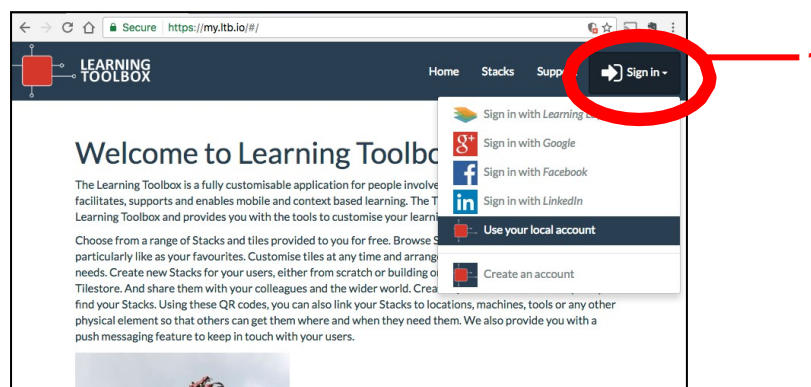 Secure https://my.ltb.io/#/
LEARNING
TOOLBOX
Home Stacks Sign in
Sign in with Learning
Sign in with Google
Sign in with Facebook
Sign in with LinkedIn
Use your local account
Create an account
Welcome to Learning
The Learning Toolbox is a fully customisable application for people
facilitates, supports and enables mobile and context based learning. The
Learning Toolbox and provides you with the tools to customise your
Choose from a range of Stacks and tiles provided to you for free. Browse
particularly like as your favourites. Customise tiles at any time and
needs. Create new Stacks for your users, either from scratch or building
Tilestore. And share them with your colleagues and the wider world.
find your Stacks. Using these QR codes, you can also link your Stacks to locations, machines, tools or any other
physical element so that others can get them where and when they need them. We also provide you with a
push messaging feature to keep in touch with your users.